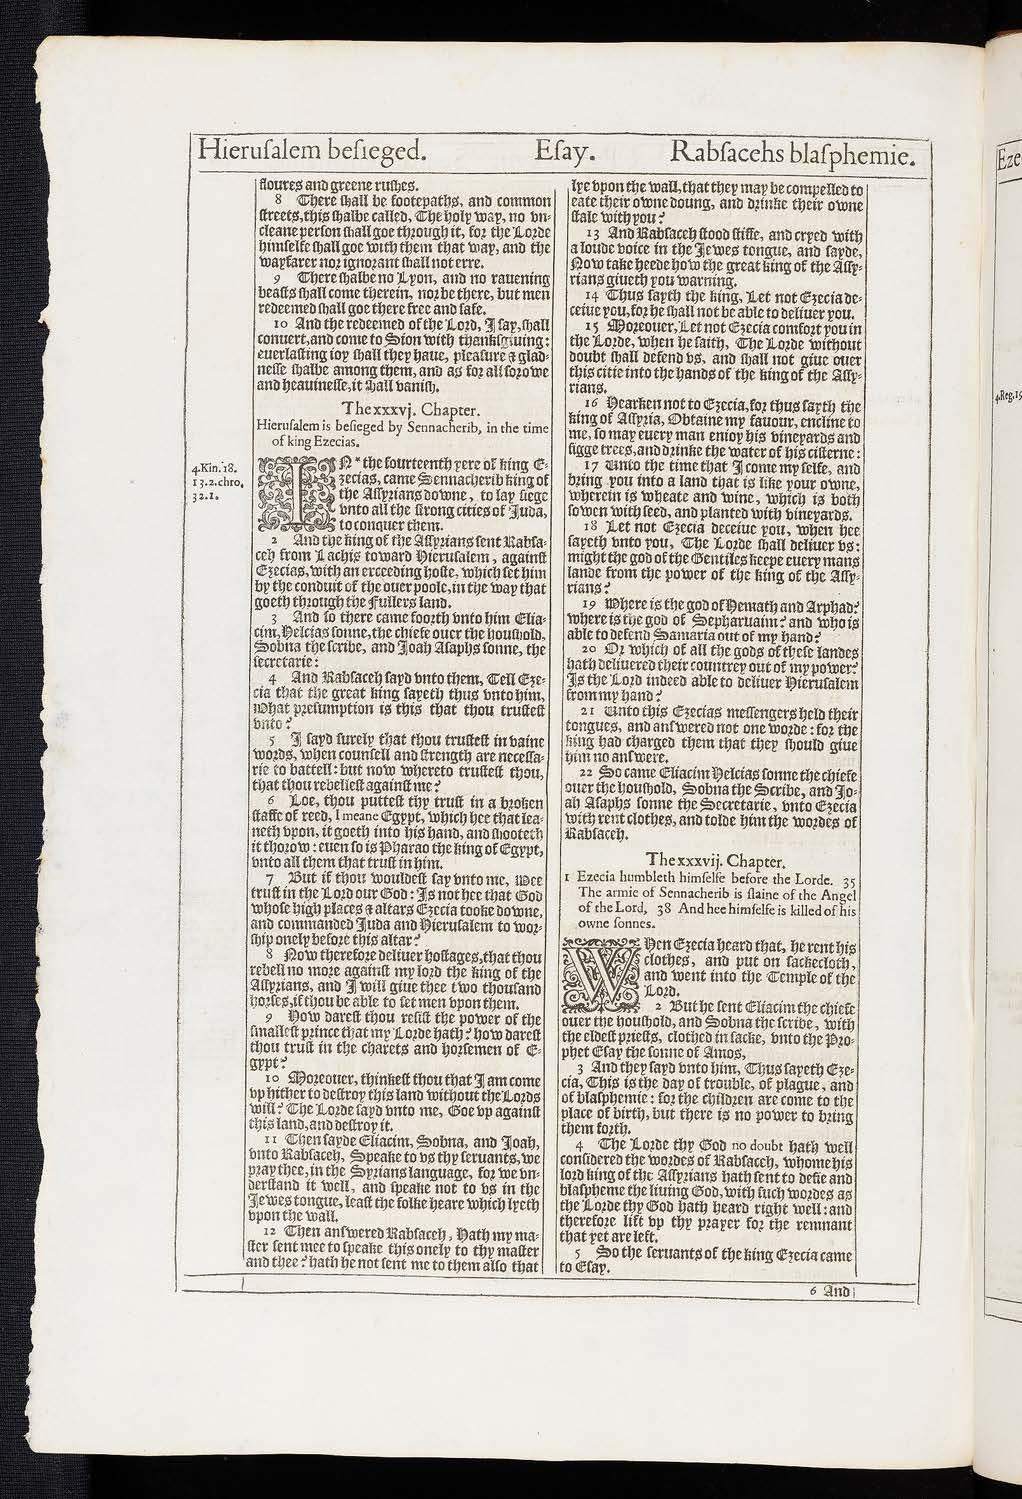 Hieruſalem beſieged. Eſay. Rabſacehs blaſphemie.
floures and greene ruſhes.
8 There ſhall be footepaths, and common
ſtreets, this ſhalbe called, The holy way, no vn-
cleane perſon ſhall goe through it, for the Lorde
himſelfe ſhall goe with them that way, and the
wayfarer nor ignorant ſhall not erre.
9 There ſhalbe no Lyon, and no rauening
beaſts ſhall come therein, nor be there, but men
redeemed ſhall goe there free and ſafe.
10 And the redeemed of the Lord, I ſay, ſhall
conuert, and come to Sion with thankſgiuing:
euerlaſting ioy ſhall they haue, pleaſure & glad-
neſſe ſhalbe among them, and as for all ſorowe
and heauineſſe, it ſhall vaniſh.
The xxxvj. Chapter.
Hieruſalem is beſieged by Sennacherib, in the time
of king Ezecias.
4.Kin.18.
13.2.chro.
32.1.
IN * the fourteenth yere of king E-
zecias, came Sennacherib king of
the Aſſyrians downe, to lay ſiege
vnto all the ſtrong cities of Juda,
to conquer them.
2 And the king of the Aſſyrians ſent Rabſa-
ceh from Lachis toward Hieruſalem, againſt
Ezecias, with an exceeding hoſte, which ſet him
by the conduit of the ouer poole, in the way that
goeth through the Fullers land.
3 And ſo there came foorth vnto him Elia-
cim, Helcias ſonne, the chiefe ouer the houſhold,
Sobna the ſcribe, and Joah Aſaphs ſonne, the
ſecretarie:
4 And Rabſaceh ſayd vnto them, Tell Eze-
cia that the great king ſayeth thus vnto him,
What preſumption is this that thou truſteſt
vnto?
5 I ſayd ſurely that thou truſteſt in vaine
words, when counſell and ſtrength are neceſſa-
rie to battell: but now whereto truſteſt thou,
that thou rebelleſt againſt me?
6 Loe, thou putteſt thy truſt in a broken
ſtaffe of reed, I meane Egypt, which hee that lea-
neth vpon, it goeth into his hand, and ſhooteth
it thorow: euen ſo is Pharao the king of Egypt,
vnto all them that truſt in him.
7 But if thou wouldeſt ſay vnto me, Wee
truſt in the Lord our God: Is not hee that God
whoſe high places & altars Ezecia tooke downe,
and commanded Juda and Hieruſalem to wor-
ſhip onely before this altar?
8 Now therefore deliuer hoſtages, that thou
rebell no more againſt my lord the king of the
Aſſyrians, and I will giue thee two thouſand
horſes, if thou be able to ſet men vpon them.
9 How dareſt thou reſiſt the power of the
ſmalleſt prince that my Lorde hath? how dareſt
thou truſt in the charets and horſemen of E-
gypt?
10 Moreouer, thinkeſt thou that I am come
vp hither to deſtroy this land without the Lords
will? The Lorde ſayd vnto me, Goe vp againſt
this land, and deſtroy it.
11 Then ſayde Eliacim, Sobna, and Joah,
vnto Rabſaceh, Speake to vs thy ſeruants, we
pray thee, in the Syrians language, for we vn-
derſtand it well, and ſpeake not to vs in the
Jewes tongue, leaſt the folke heare which lyeth
vpon the wall.
12 Then anſwered Rabſaceh, Hath my ma-
ſter ſent mee to ſpeake this onely to thy maſter
and thee? hath he not ſent me to them alſo that
lye vpon the wall, that they may be compelled to
eate their owne doung, and drinke their owne
ſtale with you?
13 And Rabſaceh ſtood ſtiffe, and cryed with
a loude voice in the Jewes tongue, and ſayde,
Now take heede how the great king of the Aſſy-
rians giueth you warning.
14 Thus ſayth the king, Let not Ezecia de-
ceiue you, for he ſhall not be able to deliuer you.
15 Moreouer, Let not Ezecia comfort you in
the Lorde, when he ſaith, The Lorde without
doubt ſhall defend vs, and ſhall not giue ouer
this citie into the hands of the king of the Aſſy-
rians.
16 Hearken not to Ezecia, for thus ſayth the
king of Aſſyria, Obtaine my fauour, encline to
me, ſo may euery man enioy his vineyards and
figge trees, and drinke the water of his ciſterne:
17 Unto the time that I come my ſelfe, and
bring you into a land that is like your owne,
wherein is wheate and wine, which is both
ſowen with ſeed, and planted with vineyards.
18 Let not Ezecia deceiue you, when hee
ſayeth vnto you, The Lorde ſhall deliuer vs:
might the god of the Gentiles keepe euery mans
lande from the power of the king of the Aſſy-
rians?
19 Where is the god of Hemath and Arphad?
where is the god of Sepharuaim? and who is
able to defend Samaria out of my hand?
20 Or which of all the gods of theſe landes
hath deliuered their countrey out of my power?
Is the Lord indeed able to deliuer Hieruſalem
from my hand?
21 Unto this Ezecias meſſengers held their
tongues, and anſwered not one worde: for the
king had charged them that they ſhould giue
him no anſwere.
22 So came Eliacim Helcias ſonne the chiefe
ouer the houſhold, Sobna the Scribe, and Jo-
ah Aſaphs ſonne the Secretarie, vnto Ezecia
with rent clothes, and tolde him the wordes of
Rabſaceh.
The xxxvij. Chapter.
1 Ezecia humbleth himſelfe before the Lorde. 35
The armie of Sennacherib is ſlaine of the Angel
of the Lord, 38 And hee himſelfe is killed of his
owne ſonnes.
WHen Ezecia heard that, he rent his
clothes, and put on ſackecloth,
and went into the Temple of the
Lord.
2 But he ſent Eliacim the chiefe
ouer the houſhold, and Sobna the ſcribe, with
the eldeſt prieſts, clothed in ſacke, vnto the Pro-
phet Eſay the ſonne of Amos,
3 And they ſayd vnto him, Thus ſayeth Eze-
cia, This is the day of trouble, of plague, and
of blaſphemie: for the children are come to the
place of birth, but there is no power to bring
them forth.
4 The Lorde thy God no doubt hath well
conſidered the wordes of Rabſaceh, whome his
lord king of the Aſſyrians hath ſent to defie and
blaſpheme the liuing God, with ſuch wordes as
the Lorde thy God hath heard right well: and
therefore lift vp thy prayer for the remnant
that yet are left.
5 So the ſeruants of the king Ezecia came
to Eſay.
6 And
Eze
4.Reg.19